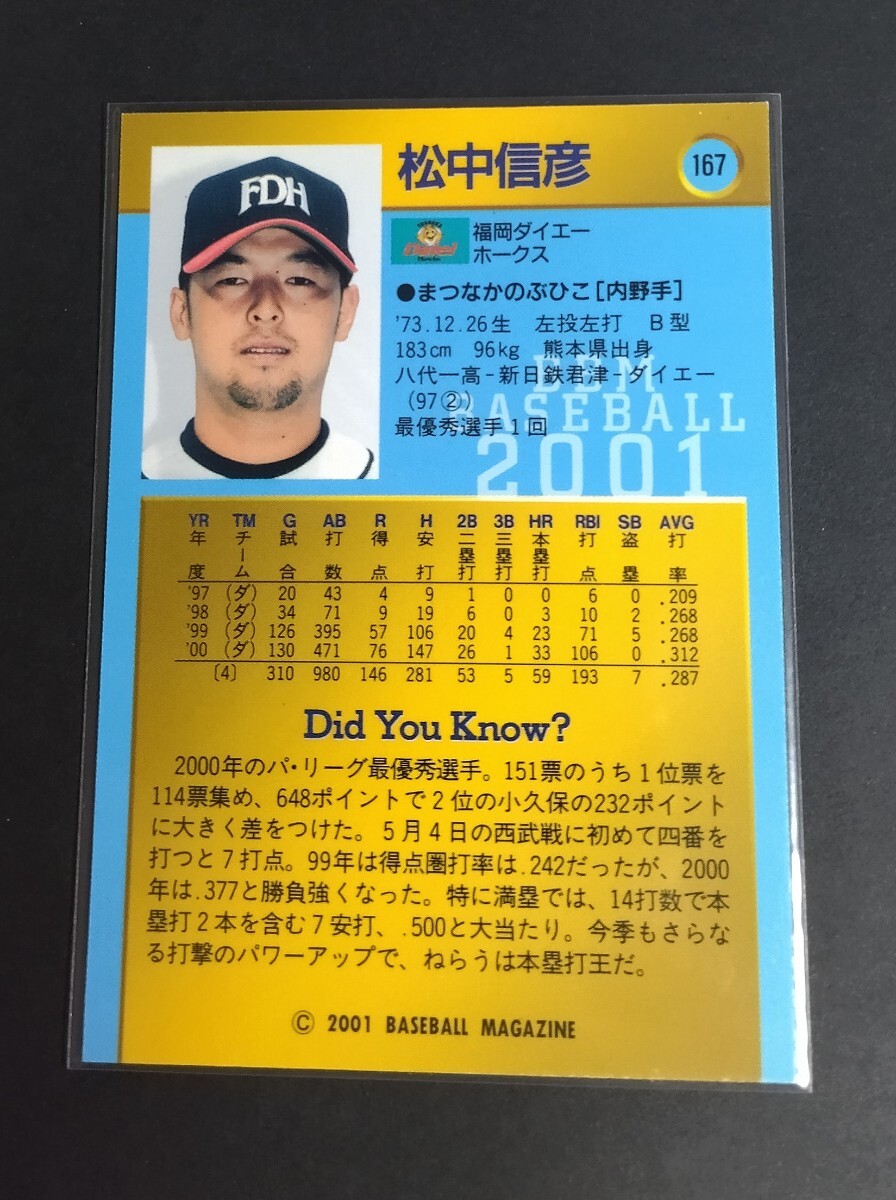 松中信彦
167
FDH
福岡ダイエー
ホークス
●まつなかのぶひこ[内野手]
'73.12.26生 左投左打 B型
183cm 96kg 熊本県出身
八代一高-新日鉄君津-ダイエー
(97②)
最優秀選手1回
BBM
BASEBALL
2001
YR TM G AB R H 2B 3B HR RBI SB AVG
年度 チーム 試合 打数 得点 安打 二塁打 三塁打 本塁打 打点 盗塁 打率
'97 (ダ) 20 43 4 9 1 0 0 6 0 .209
'98 (ダ) 34 71 9 19 6 0 3 10 2 .268
'99 (ダ) 126 395 57 106 20 4 23 71 5 .268
'00 (ダ) 130 471 76 147 26 1 33 106 0 .312
〔4〕 310 980 146 281 53 5 59 193 7 .287
Did You Know?
2000年のパ・リーグ最優秀選手。151票のうち1位票を
114票集め、648ポイントで2位の小久保の232ポイント
に大きく差をつけた。5月4日の西武戦に初めて四番を
打つと7打点。99年は得点圏打率は.242だったが、2000
年は.377と勝負強くなった。特に満塁では、14打数で本
塁打2本を含む7安打、.500と大当たり。今季もさらな
る打撃のパワーアップで、ねらうは本塁打王だ。
© 2001 BASEBALL MAGAZINE